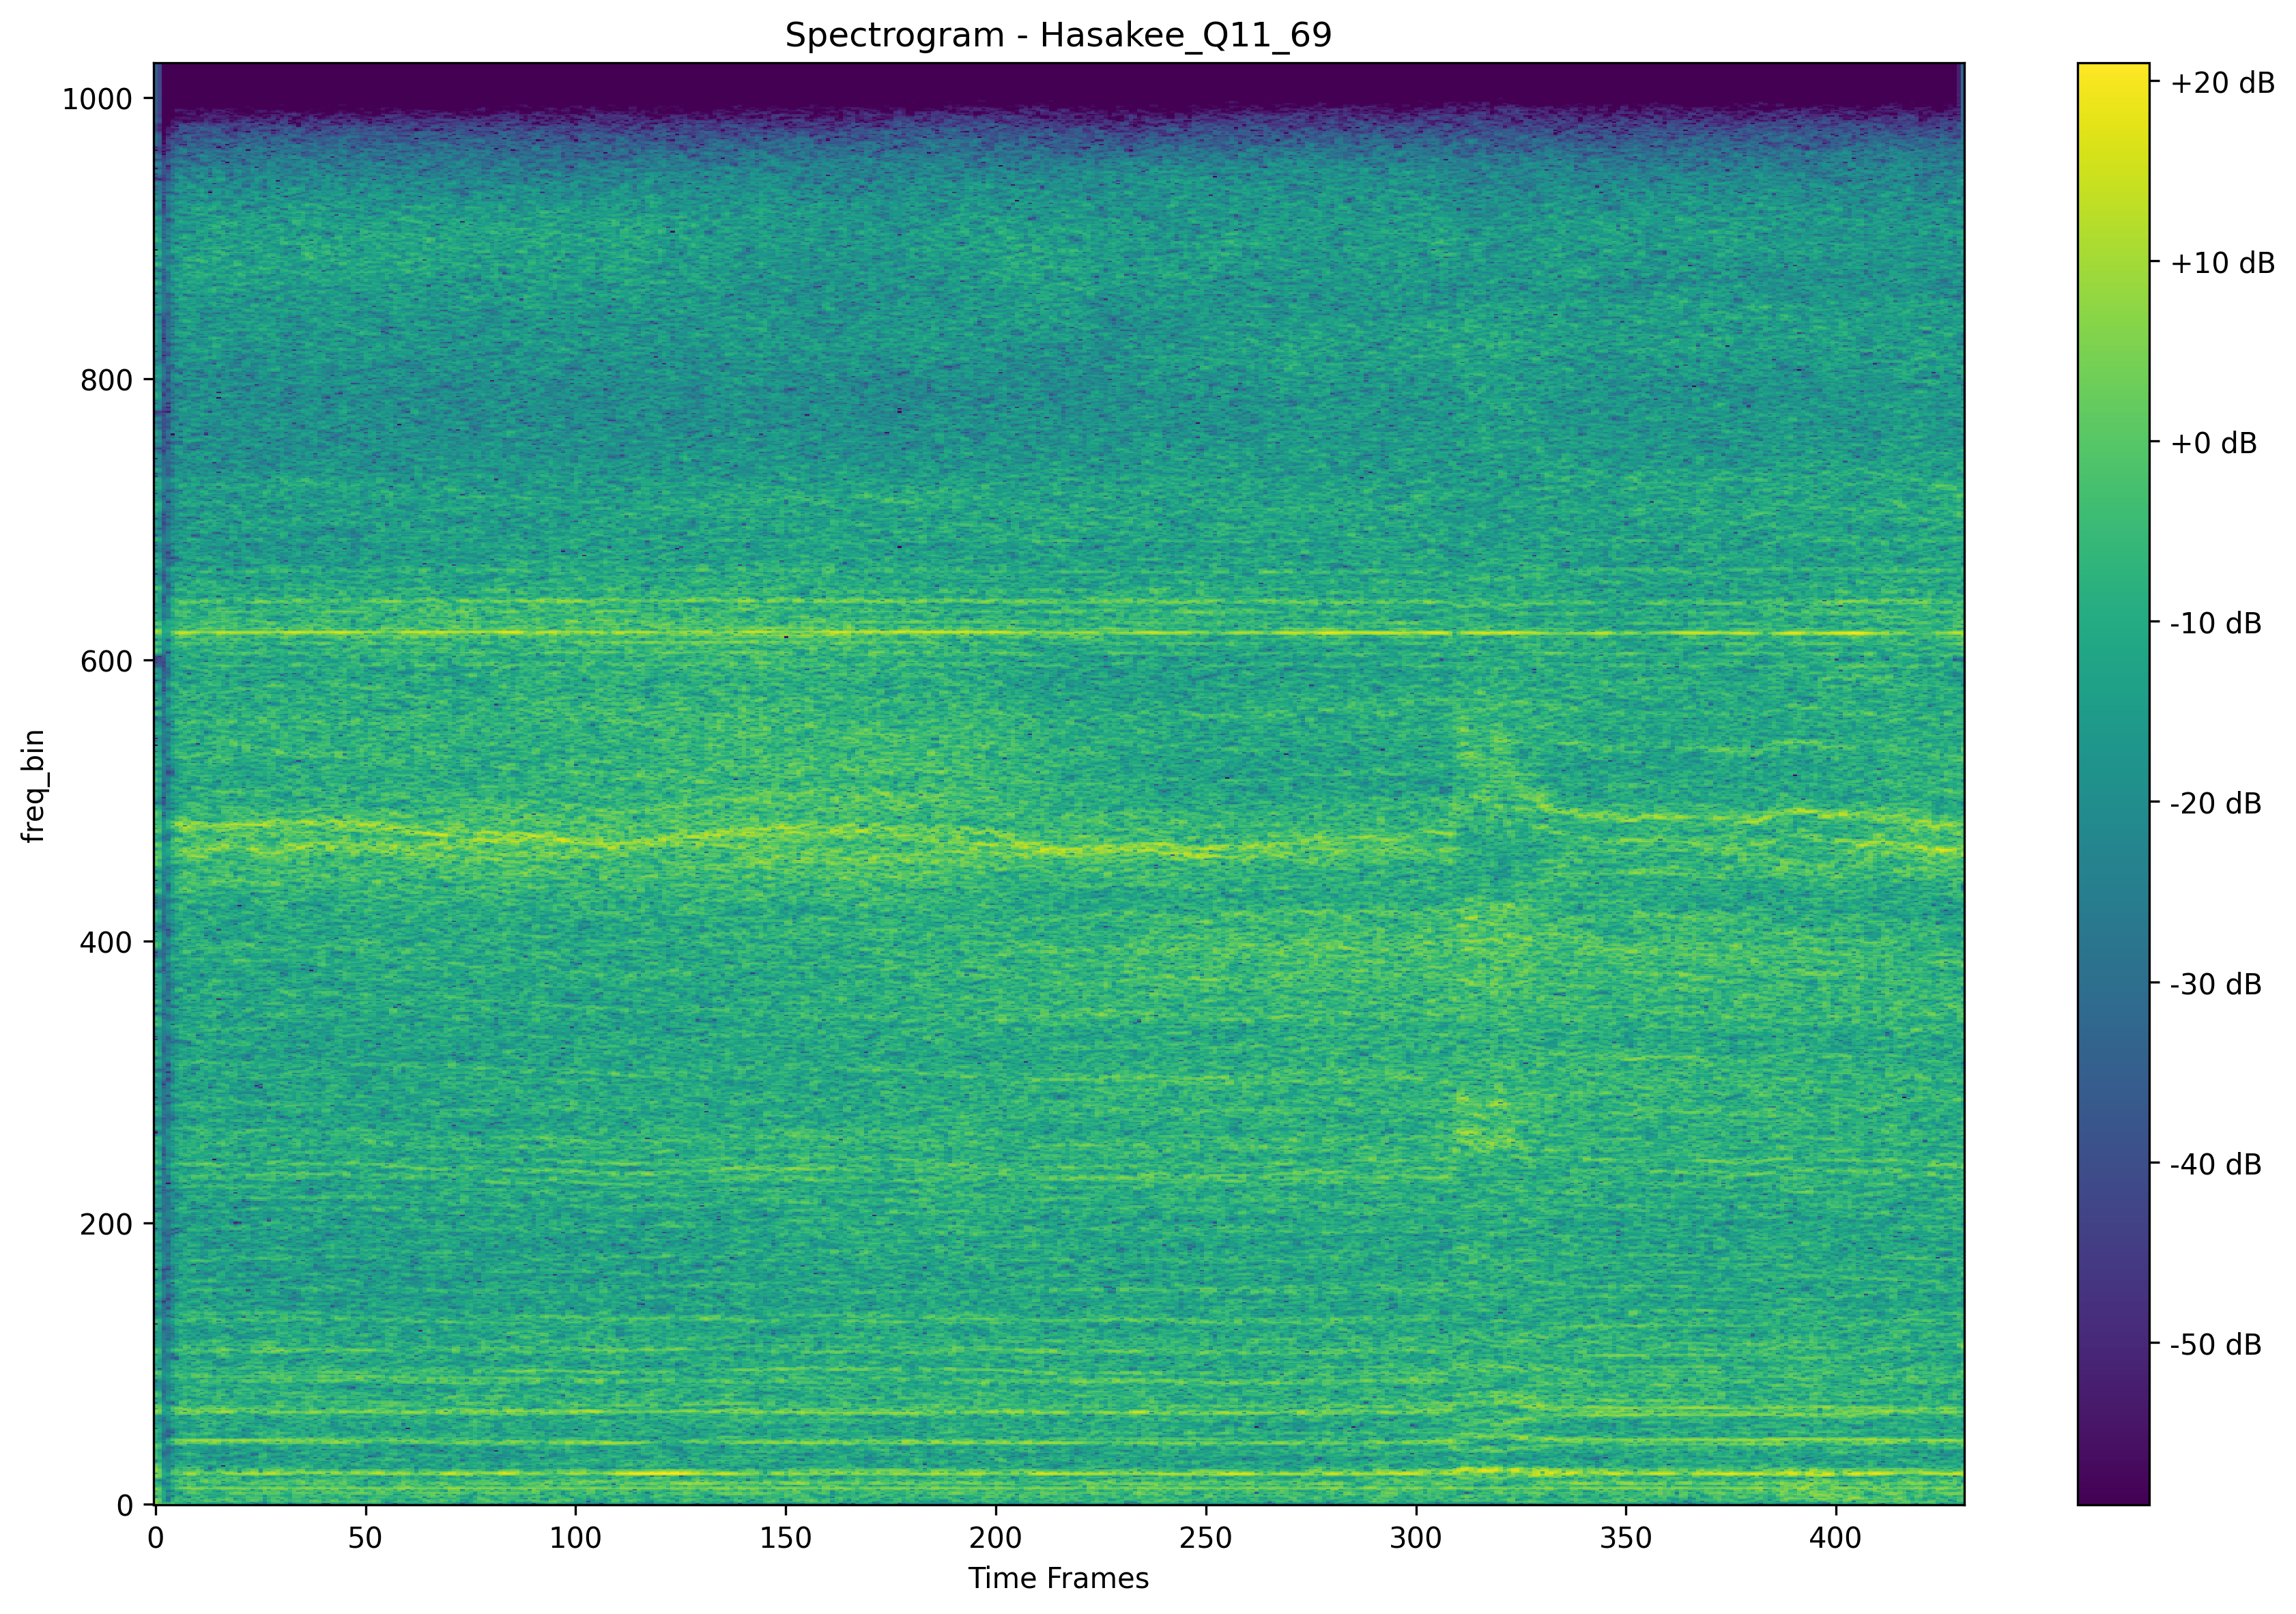 Spectrogram - Hasakee_Q11_69
freq_bin
1000
800
600
400
200
0
0 50 100 150 200 250 300 350 400
Time Frames
+20 dB
+10 dB
+0 dB
-10 dB
-20 dB
-30 dB
-40 dB
-50 dB